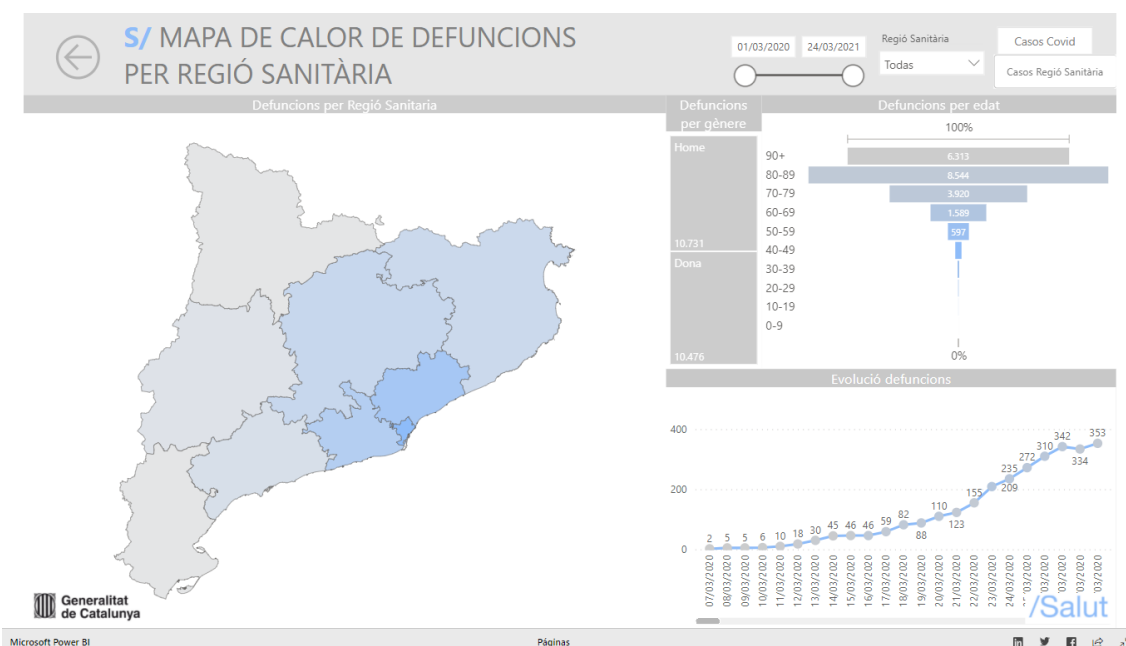 S/ MAPA DE CALOR DE DEFUNCIONS
PER REGIÓ SANITÀRIA
01/03/2020
24/03/2021
Regió Sanitària
Todas
Casos Covid
Casos Regió Sanitària
Defuncions per Regió Sanitaria
Defuncions
per gènere
Defuncions per edat
Home
10.731
Dona
10.476
100%
90+
6.313
80-89
8.544
70-79
3.920
60-69
1.589
50-59
597
40-49
30-39
20-29
10-19
0-9
0%
Evolució defuncions
400
200
0
2 5 5 6 10 18 30 45 46 46 59 82 88 110 123 155 209 235 272 310 342 334 353
07/03/2020
08/03/2020
09/03/2020
10/03/2020
11/03/2020
12/03/2020
13/03/2020
14/03/2020
15/03/2020
16/03/2020
17/03/2020
18/03/2020
19/03/2020
20/03/2020
21/03/2020
22/03/2020
23/03/2020
24/03/2020
/Salut
Generalitat
de Catalunya
Microsoft Power BI
Páginas